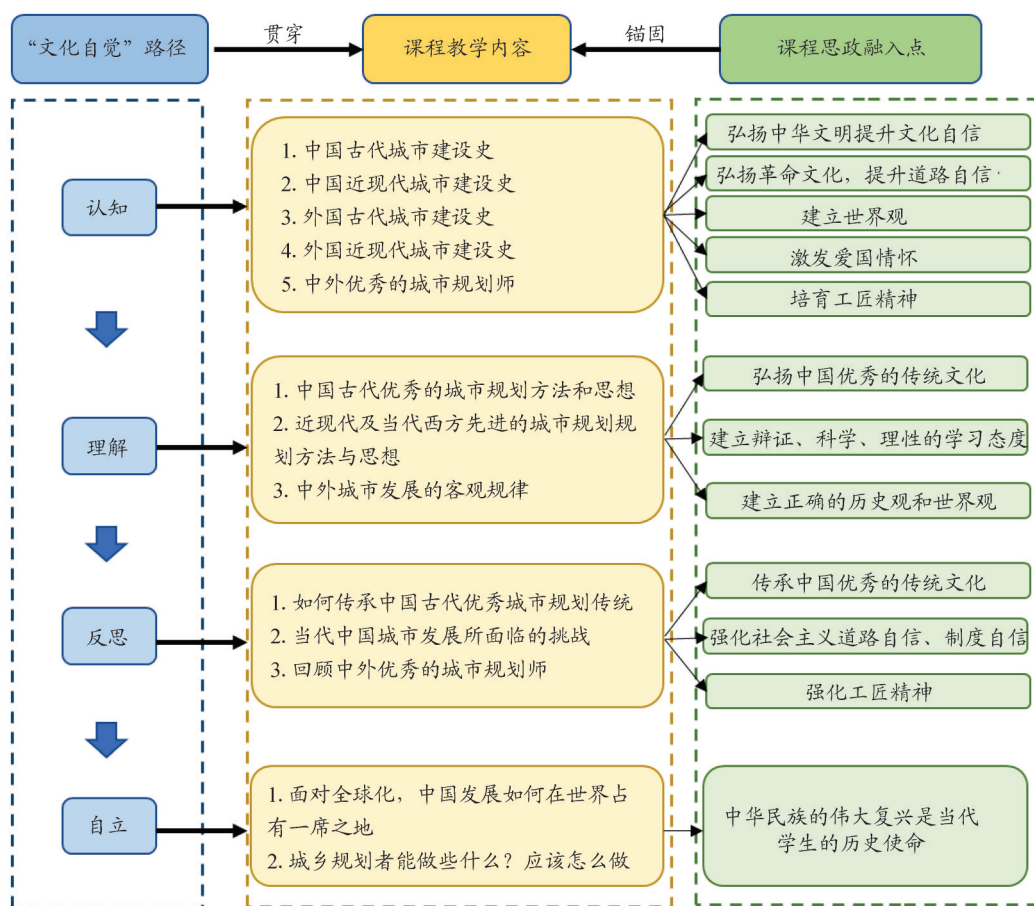 “文化自觉”路径
贯穿
课程教学内容
锚固
课程思政融入点
认知
1. 中国古代城市建设史
2. 中国近现代城市建设史
3. 外国古代城市建设史
4. 外国近现代城市建设史
5. 中外优秀的城市规划师
弘扬中华文明提升文化自信
弘扬革命文化，提升道路自信·
建立世界观
激发爱国情怀
培育工匠精神
理解
1. 中国古代优秀的城市规划方法和思想
2. 近现代及当代西方先进的城市规划规
划方法与思想
3. 中外城市发展的客观规律
弘扬中国优秀的传统文化
建立辩证、科学、理性的学习态度
建立正确的历史观和世界观
反思
1. 如何传承中国古代优秀城市规划传统
2. 当代中国城市发展所面临的挑战
3. 回顾中外优秀的城市规划师
传承中国优秀的传统文化
强化社会主义道路自信、制度自信
强化工匠精神
自立
1. 面对全球化，中国发展如何在世界占
有一席之地
2. 城乡规划者能做些什么？应该怎么做
中华民族的伟大复兴是当代
学生的历史使命